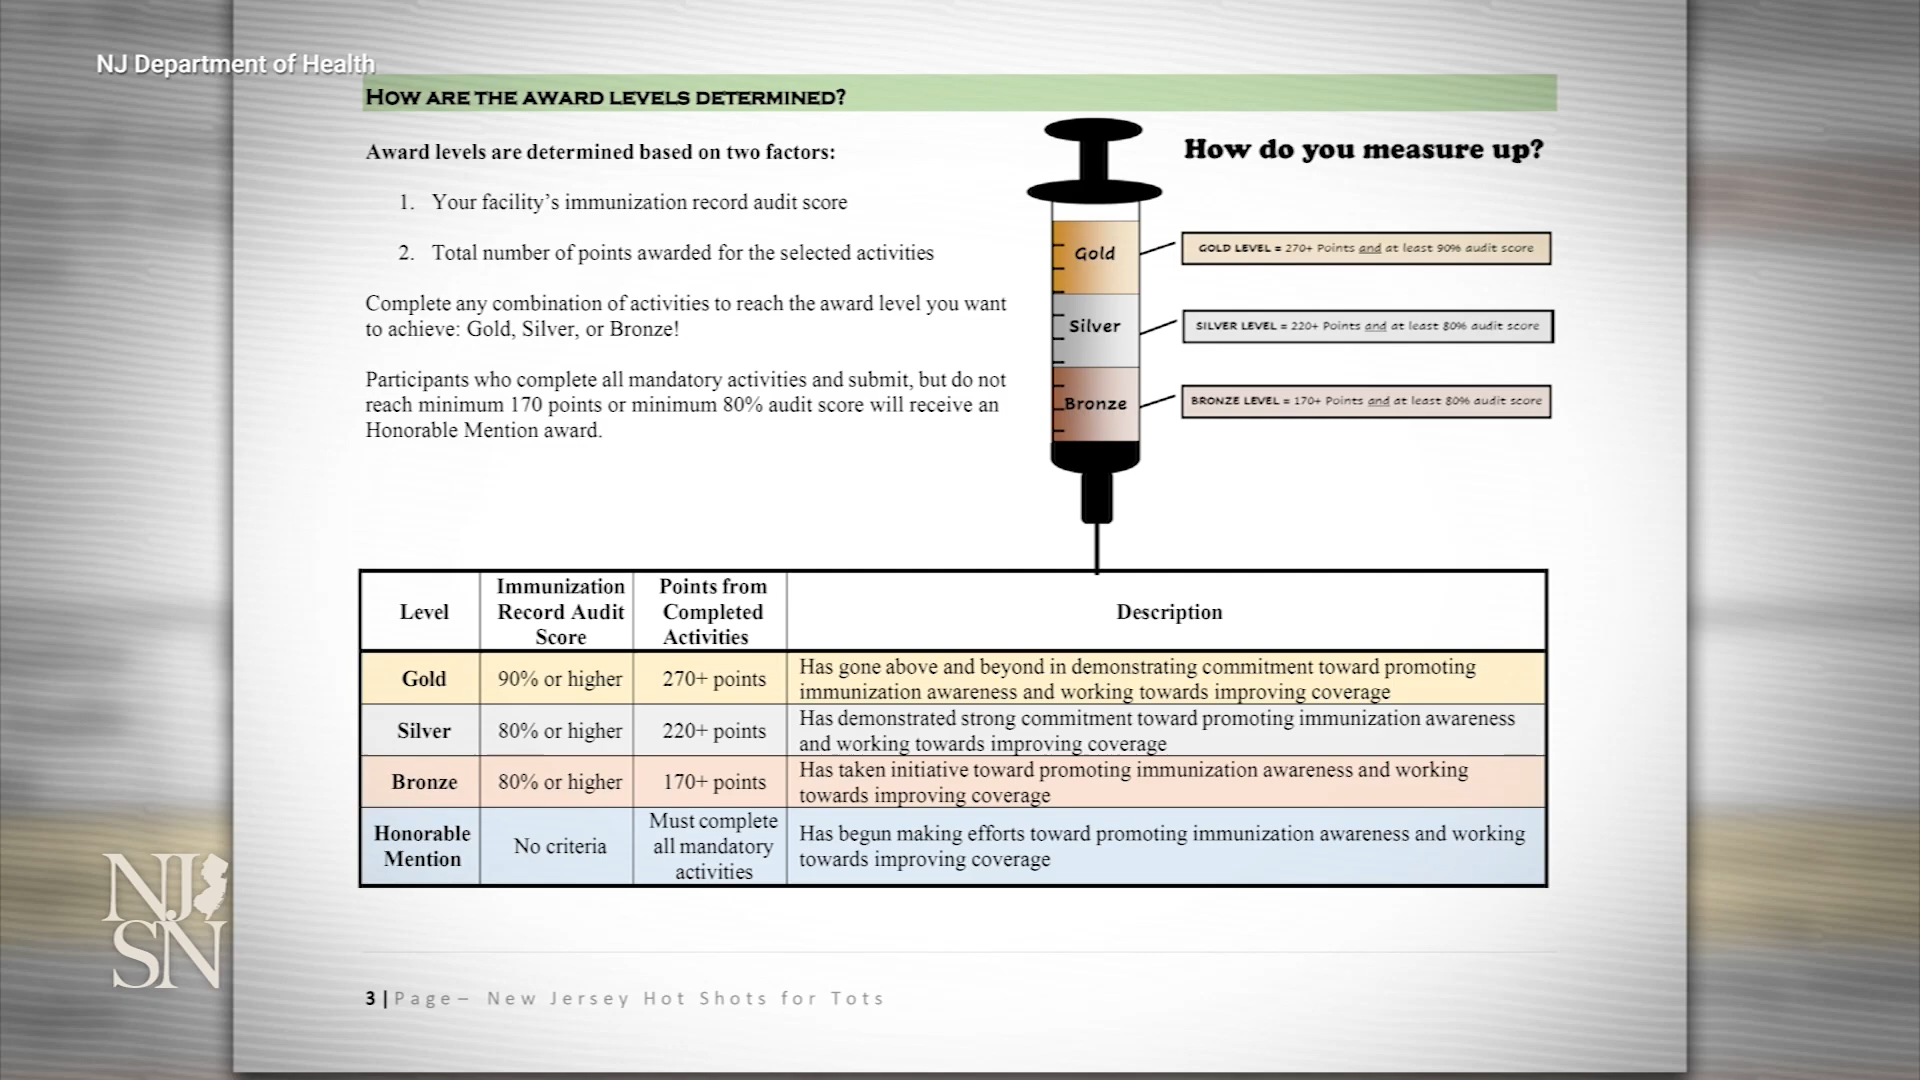 NJ Department of Health
HOW ARE THE AWARD LEVELS DETERMINED?
Award levels are determined based on two factors:
1. Your facility’s immunization record audit score
2. Total number of points awarded for the selected activities
Complete any combination of activities to reach the award level you want
to achieve: Gold, Silver, or Bronze!
Participants who complete all mandatory activities and submit, but do not
reach minimum 170 points or minimum 80% audit score will receive an
Honorable Mention award.
How do you measure up?
Gold
GOLD LEVEL = 270+ Points and at least 90% audit score
Silver
SILVER LEVEL = 220+ Points and at least 80% audit score
Bronze
BRONZE LEVEL = 170+ Points and at least 80% audit score
Level
Immunization
Record Audit
Score
Points from
Completed
Activities
Description
Gold
90% or higher
270+ points
Has gone above and beyond in demonstrating commitment toward promoting
immunization awareness and working towards improving coverage
Silver
80% or higher
220+ points
Has demonstrated strong commitment toward promoting immunization awareness
and working towards improving coverage
Bronze
80% or higher
170+ points
Has taken initiative toward promoting immunization awareness and working
towards improving coverage
Honorable
Mention
No criteria
Must complete
all mandatory
activities
Has begun making efforts toward promoting immunization awareness and working
towards improving coverage
NJ
SN
3 | Page – New Jersey Hot Shots for Tots